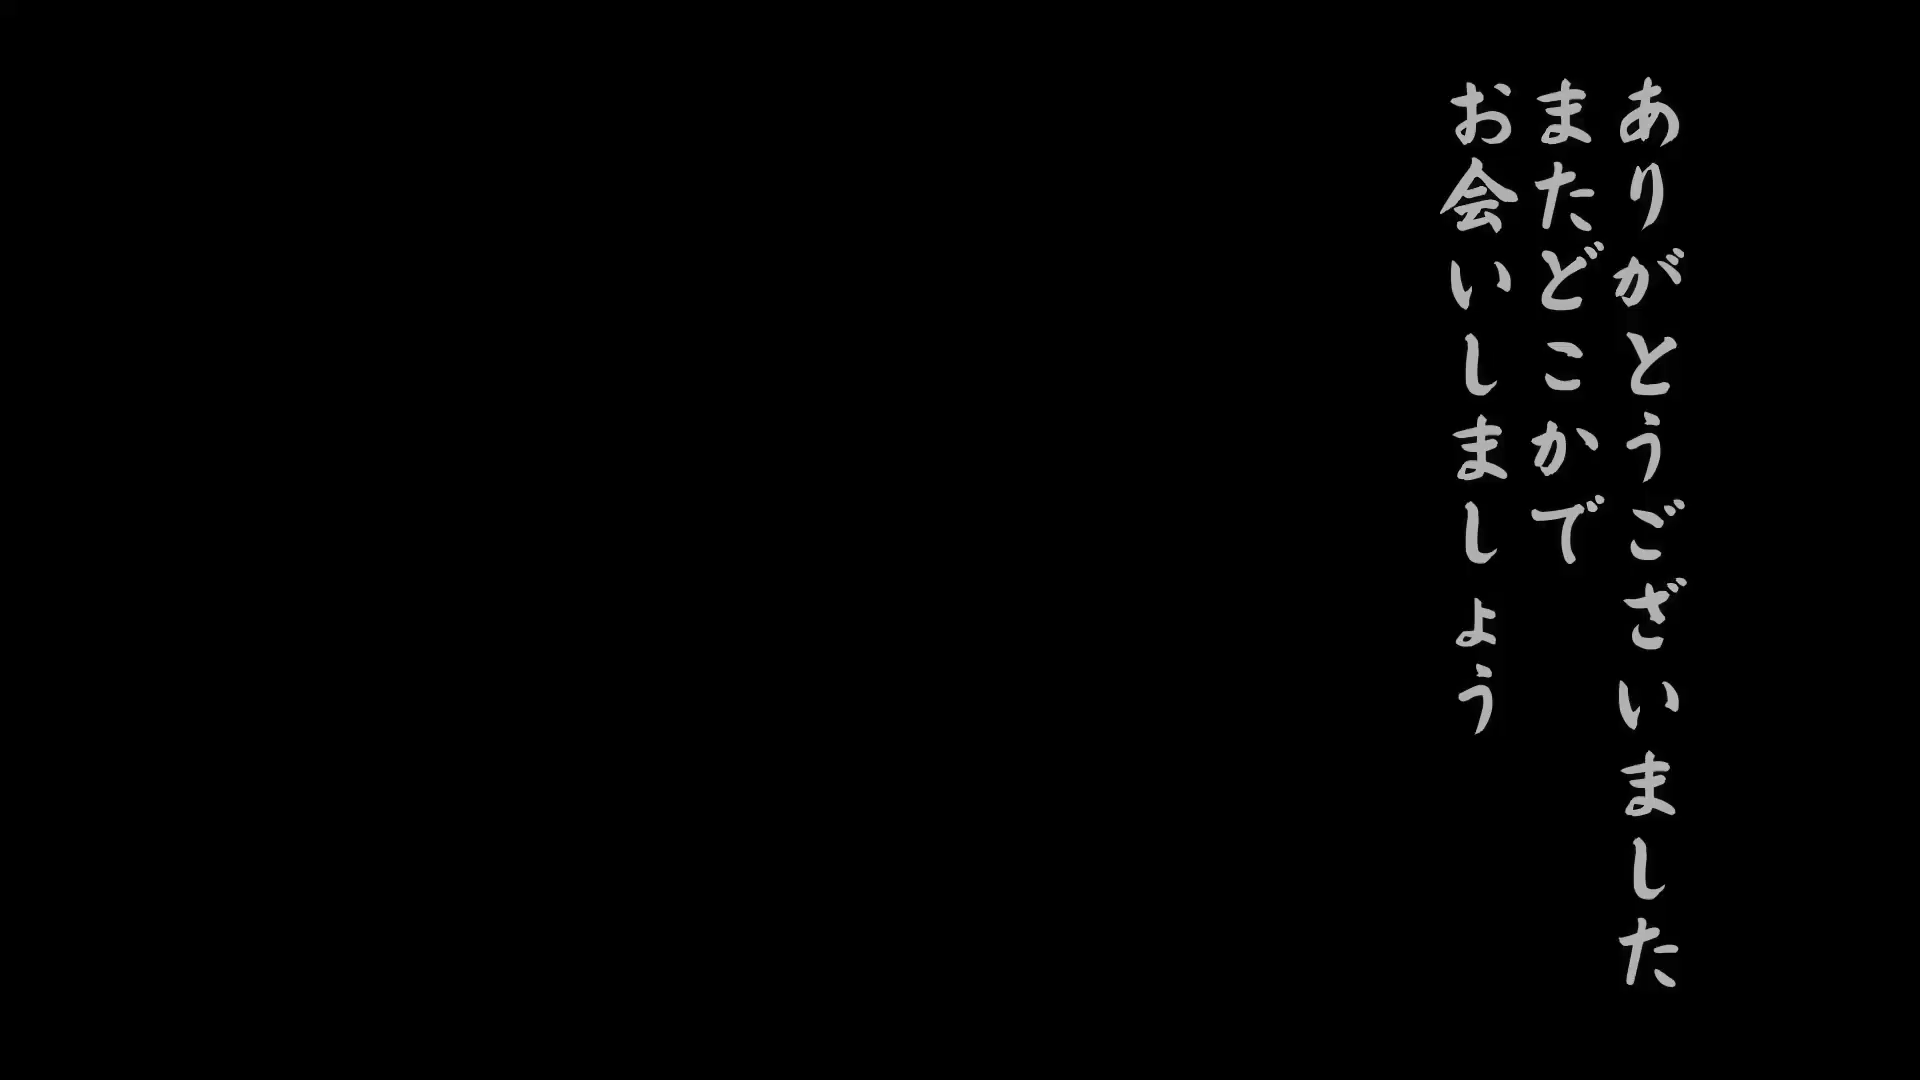 ありがとうございました
またどこかで
お会いしましょう